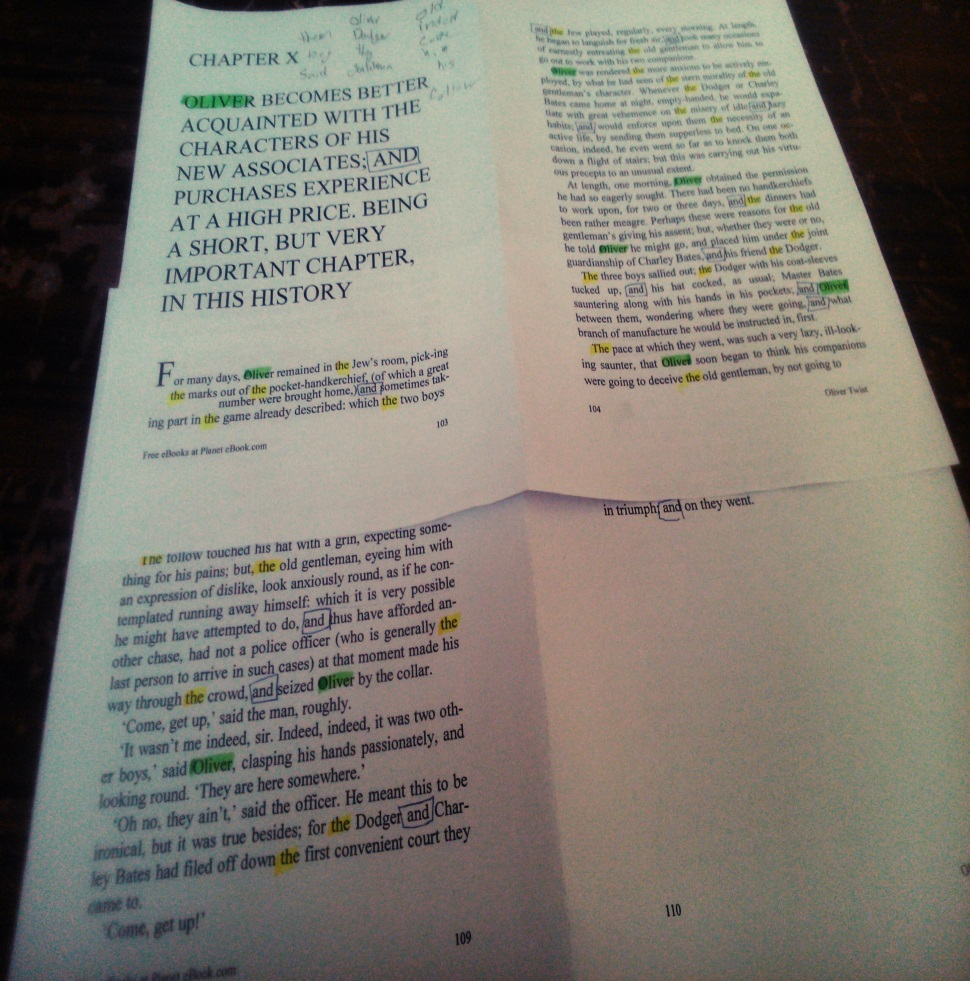 Oliver
them
Dodger
by
the
Said
old
his
CHAPTER X
OLIVER BECOMES BETTER
ACQUAINTED WITH THE
CHARACTERS OF HIS
NEW ASSOCIATES; AND
PURCHASES EXPERIENCE
AT A HIGH PRICE. BEING
A SHORT, BUT VERY
IMPORTANT CHAPTER,
IN THIS HISTORY
For many days, Oliver remained in the Jew's room, pick-ing
the marks out of the pocket-handkerchief, (of which a great
number were brought home,) and sometimes tak-
ing part in the game already described: which the two boys
103
Free eBooks at Planet eBook.com
and the Jew played, regularly, every morning. At length,
he began to languish for fresh air, and took many occasions
of earnestly entreating the old gentleman to allow him to
go out to work with his two companions.
Oliver was rendered the more anxious to be actively em-
ployed, by what he had seen of the stern morality of the old
gentleman's character. Whenever the Dodger or Charley
Bates came home at night, empty-handed, he would expa-
tiate with great vehemence on the misery of idle and lazy
habits; and would enforce upon them the necessity of an
active life, by sending them supperless to bed. On one oc-
casion, indeed, he even went so far as to knock them both
down a flight of stairs; but this was carrying out his virtu-
ous precepts to an unusual extent.
At length, one morning, Oliver obtained the permission
he had so eagerly sought. There had been no handkerchiefs
to work upon, for two or three days, and the dinners had
been rather meagre. Perhaps these were reasons for the old
gentleman's giving his assent; but, whether they were or no,
he told Oliver he might go, and placed him under the joint
guardianship of Charley Bates, and his friend the Dodger.
The three boys sallied out; the Dodger with his coat-sleeves
tucked up, and his hat cocked, as usual; Master Bates
sauntering along with his hands in his pockets; and Oliver
between them, wondering where they were going, and what
branch of manufacture he would be instructed in, first.
The pace at which they went, was such a very lazy, ill-look-
ing saunter, that Oliver soon began to think his companions
were going to deceive the old gentleman, by not going to
104
Oliver Twist
The follow touched his hat with a grin, expecting some-
thing for his pains; but, the old gentleman, eyeing him with
an expression of dislike, look anxiously round, as if he con-
templated running away himself: which it is very possible
he might have attempted to do, and thus have afforded an-
other chase, had not a police officer (who is generally the
last person to arrive in such cases) at that moment made his
way through the crowd, and seized Oliver by the collar.
'Come, get up,' said the man, roughly.
'It wasn't me indeed, sir. Indeed, indeed, it was two oth-
er boys,' said Oliver, clasping his hands passionately, and
looking round. 'They are here somewhere.'
'Oh no, they ain't,' said the officer. He meant this to be
ironical, but it was true besides; for the Dodger and Char-
ley Bates had filed off down the first convenient court they
came to.
'Come, get up!'
109
at Planet eBook.com
in triumph; and on they went.
110